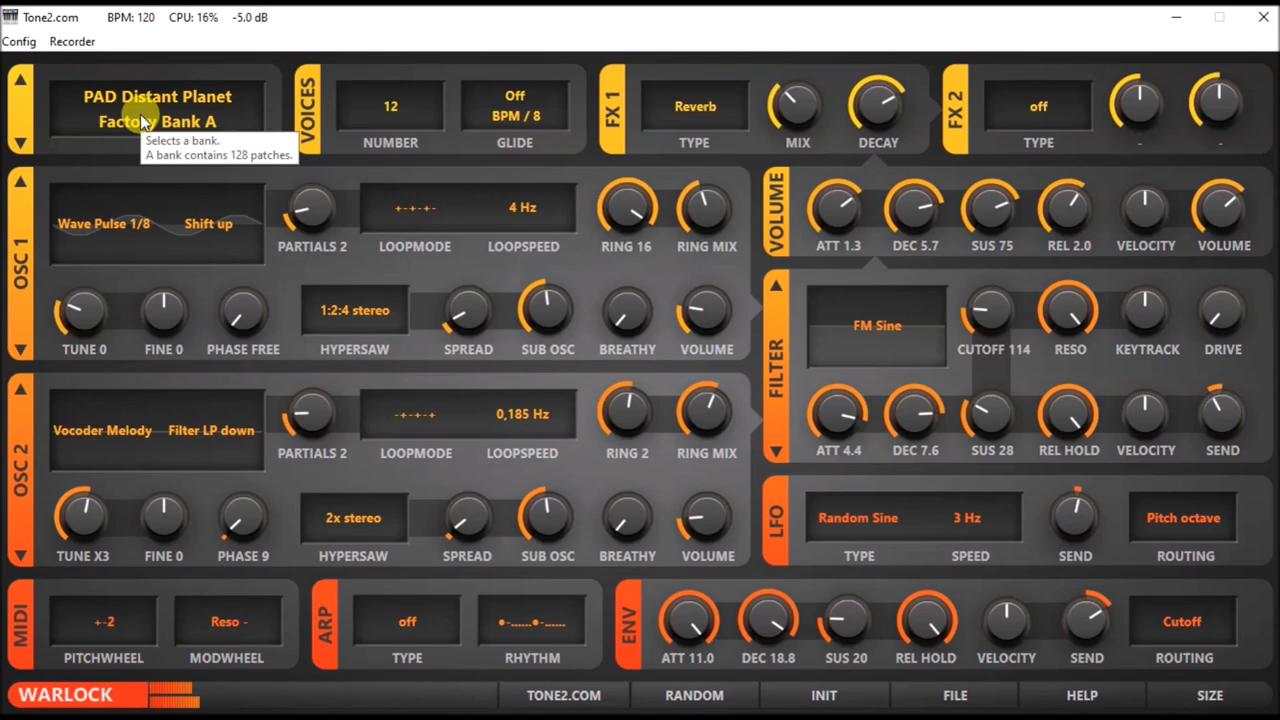 Tone2.com BPM: 120 CPU: 16% -5.0 dB
Config Recorder
PAD Distant Planet
Factory Bank A
Selects a bank.
A bank contains 128 patches.
VOICES
12
NUMBER
Off
BPM / 8
GLIDE
FX 1
Reverb
TYPE MIX DECAY
FX 2
off
TYPE - -
OSC 1
Wave Pulse 1/8 Shift up
PARTIALS 2
+-+-+- 4 Hz
LOOPMODE LOOPSPEED
RING 16 RING MIX
TUNE 0 FINE 0 PHASE FREE
1:2:4 stereo
HYPERSAW
SPREAD SUB OSC BREATHY VOLUME
VOLUME
ATT 1.3 DEC 5.7 SUS 75 REL 2.0 VELOCITY VOLUME
FILTER
FM Sine
CUTOFF 114 RESO KEYTRACK DRIVE
ATT 4.4 DEC 7.6 SUS 28 REL HOLD VELOCITY SEND
OSC 2
Vocoder Melody Filter LP down
PARTIALS 2
-+-+-+ 0,185 Hz
LOOPMODE LOOPSPEED
RING 2 RING MIX
TUNE X3 FINE 0 PHASE 9
2x stereo
HYPERSAW
SPREAD SUB OSC BREATHY VOLUME
LFO
Random Sine 3 Hz
TYPE SPEED
SEND
Pitch octave
ROUTING
MIDI
+-2 Reso -
PITCHWHEEL MODWHEEL
ARP
off ●-......●-......
TYPE RHYTHM
ENV
ATT 11.0 DEC 18.8 SUS 20 REL HOLD VELOCITY SEND
Cutoff
ROUTING
WARLOCK
TONE2.COM RANDOM INIT FILE HELP SIZE